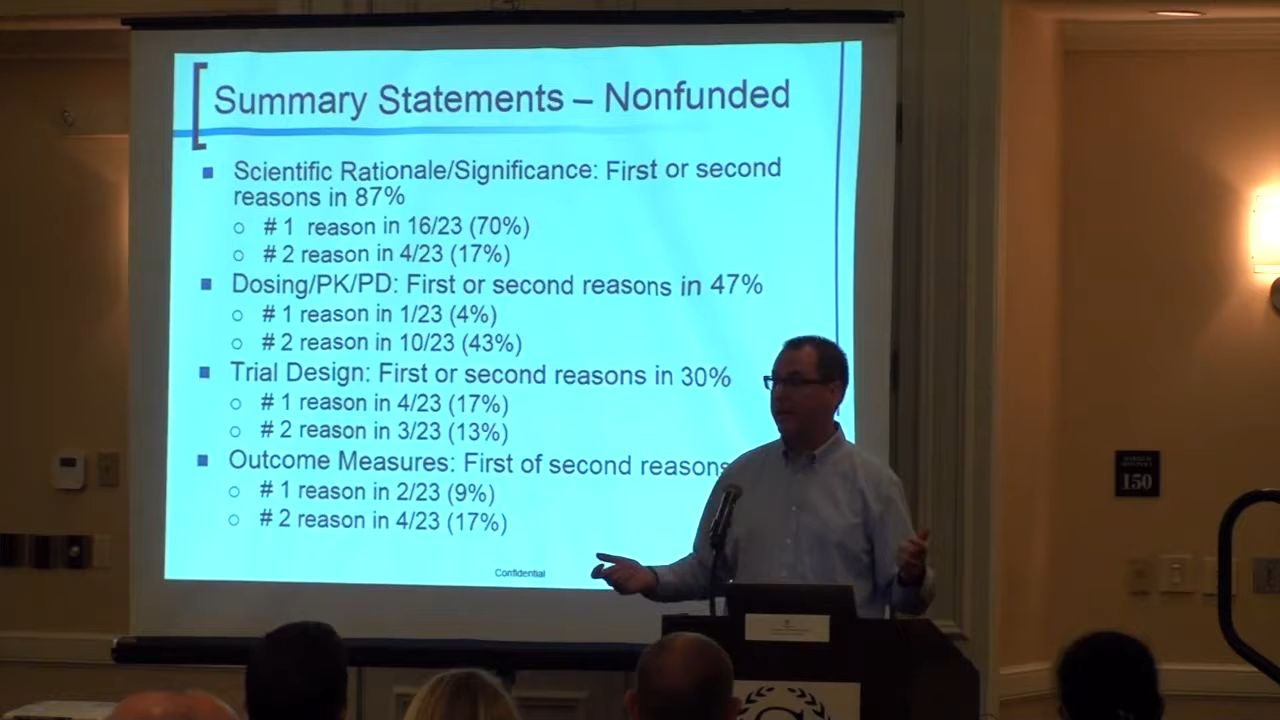 Summary Statements – Nonfunded
Scientific Rationale/Significance: First or second
reasons in 87%
# 1 reason in 16/23 (70%)
# 2 reason in 4/23 (17%)
Dosing/PK/PD: First or second reasons in 47%
# 1 reason in 1/23 (4%)
# 2 reason in 10/23 (43%)
Trial Design: First or second reasons in 30%
# 1 reason in 4/23 (17%)
# 2 reason in 3/23 (13%)
Outcome Measures: First of second reasons
# 1 reason in 2/23 (9%)
# 2 reason in 4/23 (17%)
Confidential
150